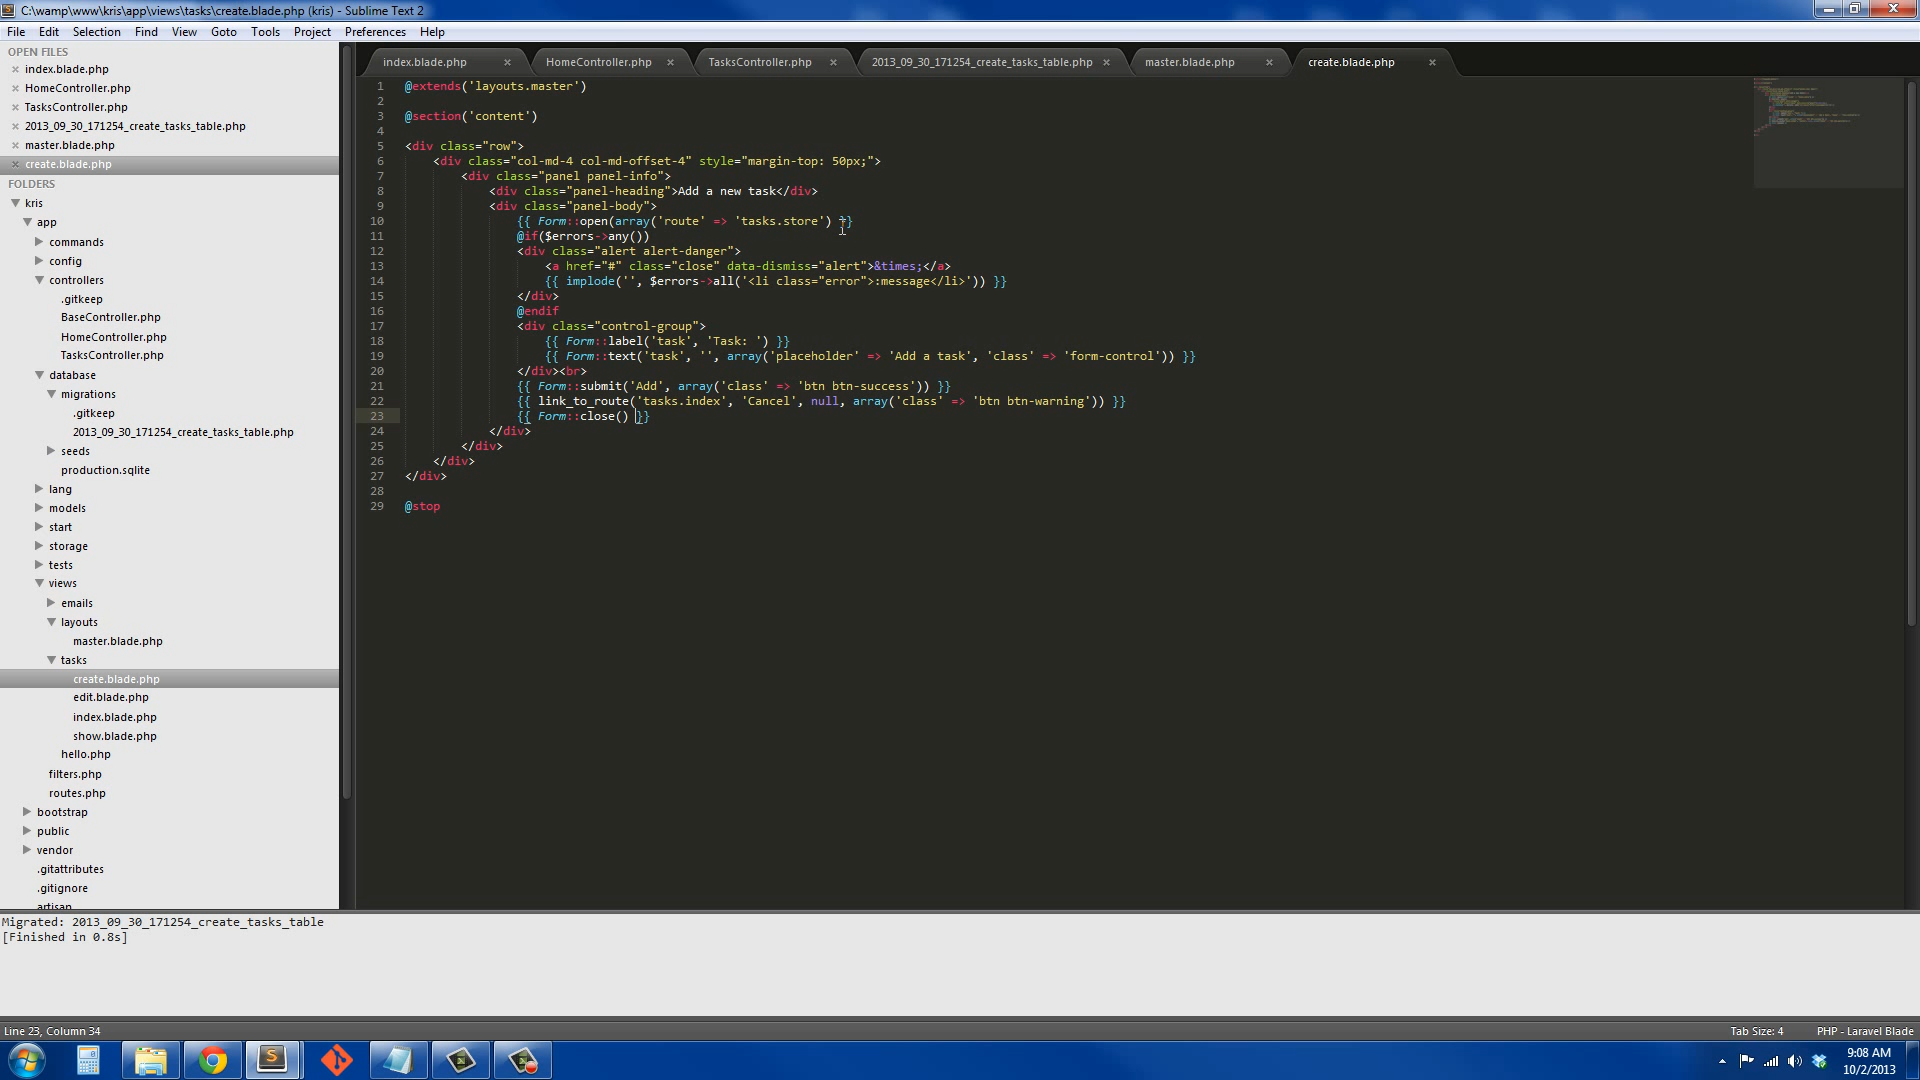 C:\wamp\www\kris\app\views\tasks\create.blade.php (kris) - Sublime Text 2
File Edit Selection Find View Goto Tools Project Preferences Help
OPEN FILES
index.blade.php
HomeController.php
TasksController.php
2013_09_30_171254_create_tasks_table.php
master.blade.php
create.blade.php
FOLDERS
kris
app
commands
config
controllers
.gitkeep
BaseController.php
HomeController.php
TasksController.php
database
migrations
.gitkeep
2013_09_30_171254_create_tasks_table.php
seeds
production.sqlite
lang
models
start
storage
tests
views
emails
layouts
master.blade.php
tasks
create.blade.php
edit.blade.php
index.blade.php
show.blade.php
hello.php
filters.php
routes.php
bootstrap
public
vendor
.gitattributes
.gitignore
artisan
index.blade.php HomeController.php TasksController.php 2013_09_30_171254_create_tasks_table.php master.blade.php create.blade.php
1 @extends('layouts.master')
2
3 @section('content')
4
5 <div class="row">
6 <div class="col-md-4 col-md-offset-4" style="margin-top: 50px;">
7 <div class="panel panel-info">
8 <div class="panel-heading">Add a new task</div>
9 <div class="panel-body">
10 {{ Form::open(array('route' => 'tasks.store') }}
11 @if($errors->any())
12 <div class="alert alert-danger">
13 <a href="#" class="close" data-dismiss="alert">&times;</a>
14 {{ implode('', $errors->all('<li class="error">:message</li>')) }}
15 </div>
16 @endif
17 <div class="control-group">
18 {{ Form::label('task', 'Task: ') }}
19 {{ Form::text('task', '', array('placeholder' => 'Add a task', 'class' => 'form-control')) }}
20 </div><br>
21 {{ Form::submit('Add', array('class' => 'btn btn-success')) }}
22 {{ link_to_route('tasks.index', 'Cancel', null, array('class' => 'btn btn-warning')) }}
23 {{ Form::close() }}
24 </div>
25 </div>
26 </div>
27 </div>
28
29 @stop
Migrated: 2013_09_30_171254_create_tasks_table
[Finished in 0.8s]
Line 23, Column 34 Tab Size: 4 PHP - Laravel Blade
9:08 AM
10/2/2013